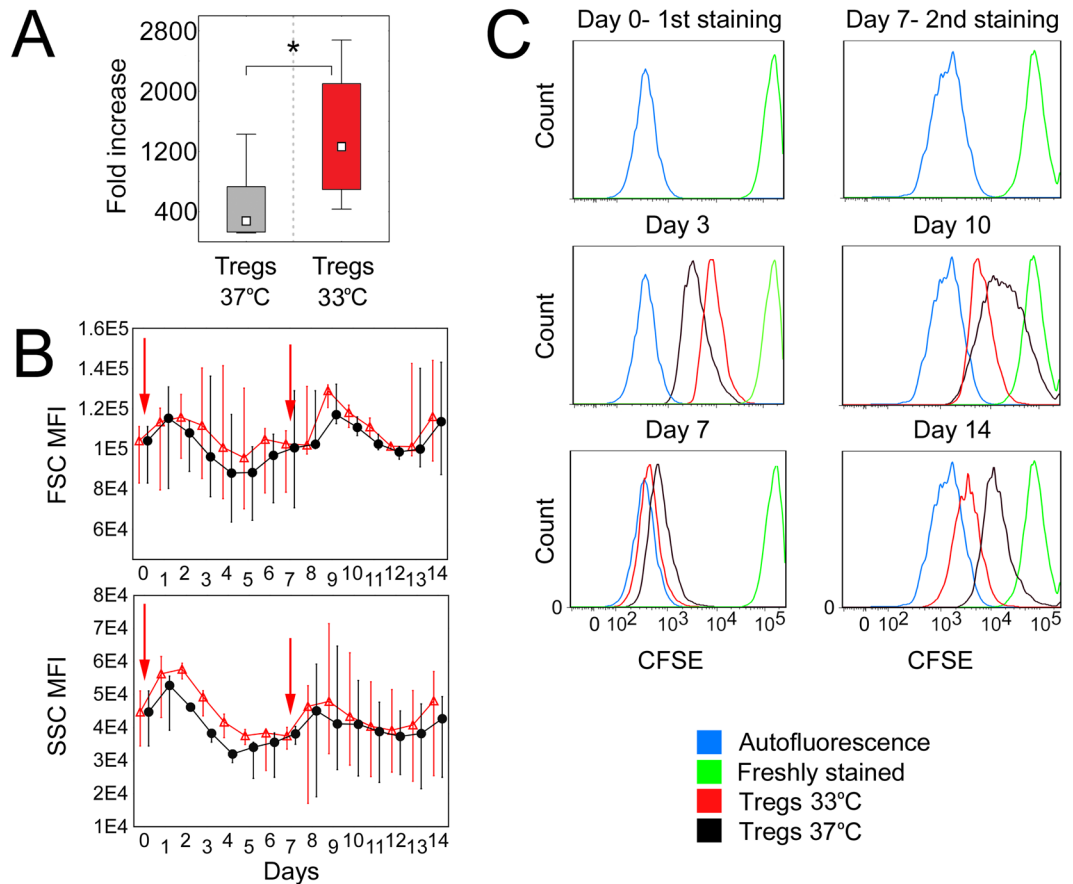 A
2800
2000
1200
400
*
Fold increase
Tregs
37ºC
Tregs
33ºC
B
1.6E5
1.4E5
1.2E5
1E5
8E4
6E4
FSC MFI
0 1 2 3 4 5 6 7 8 9 10 11 12 13 14
8E4
7E4
6E4
5E4
4E4
3E4
2E4
1E4
SSC MFI
0 1 2 3 4 5 6 7 8 9 10 11 12 13 14
Days
C
Day 0- 1st staining
Day 7- 2nd staining
Count
Day 3
Day 10
Count
Day 7
Day 14
Count
0
0
0 10² 10³ 10⁴ 10⁵
0 10² 10³ 10⁴ 10⁵
CFSE
CFSE
Autofluorescence
Freshly stained
Tregs 33ºC
Tregs 37ºC